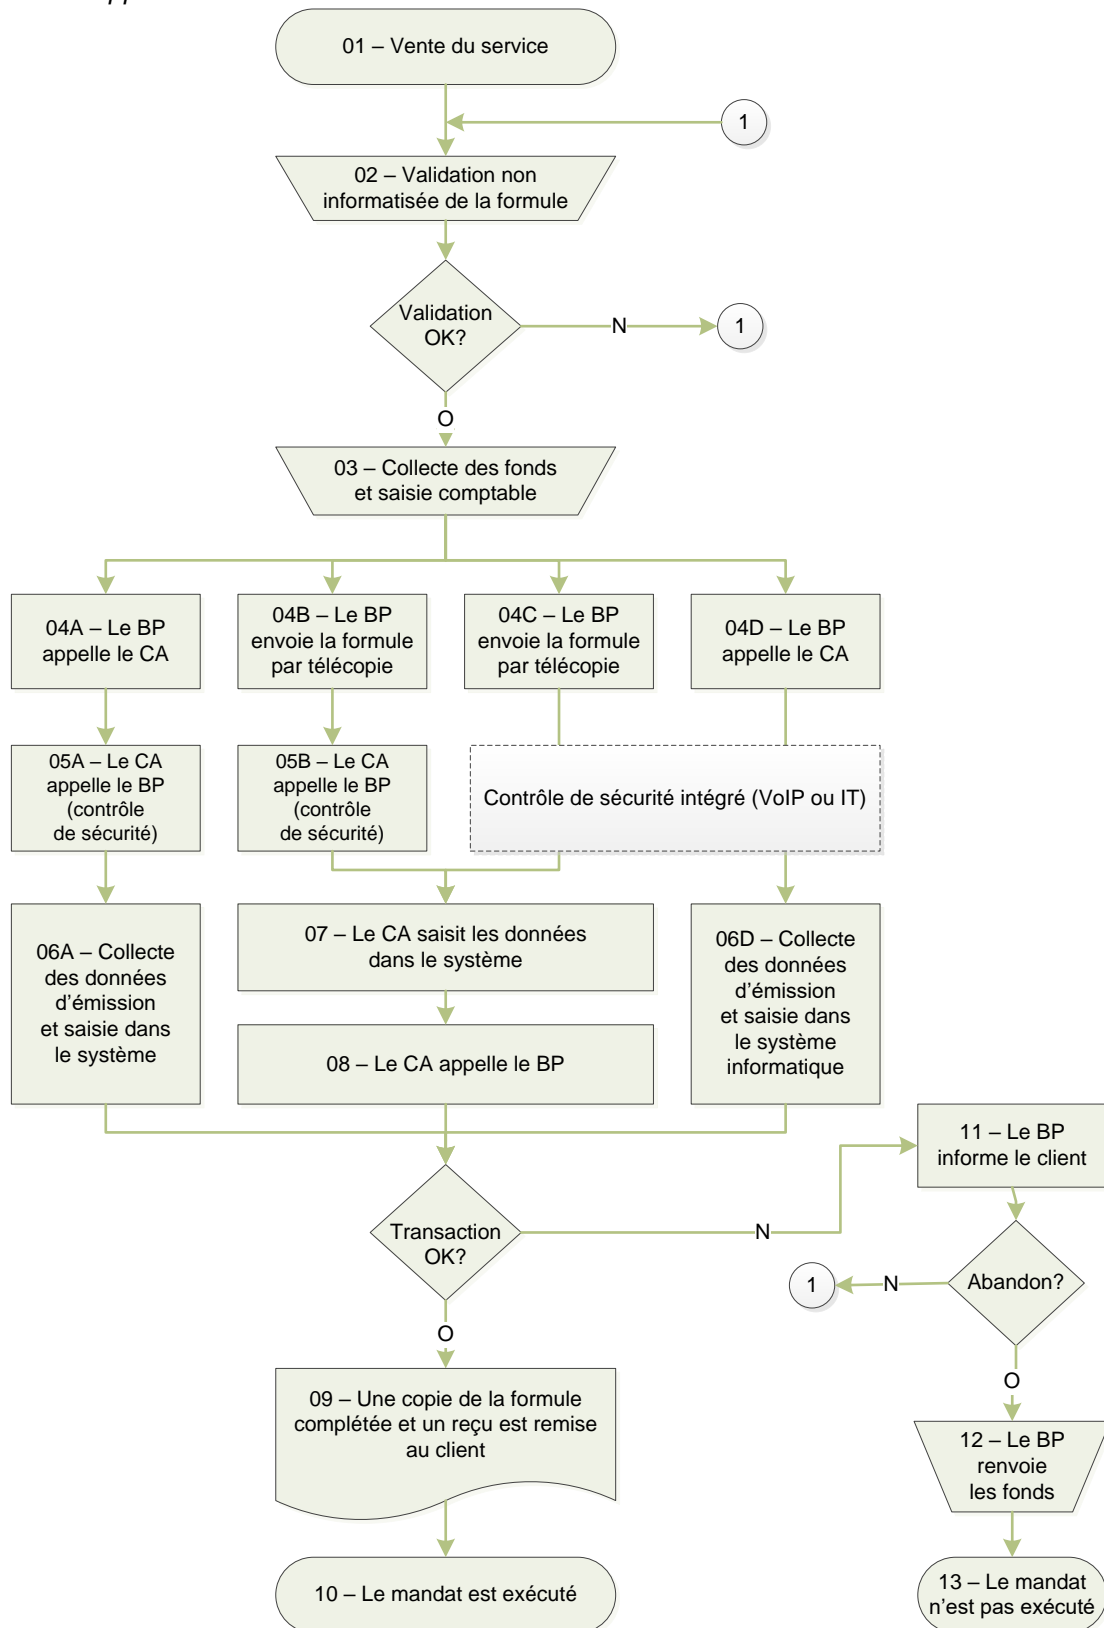 01 – Vente du service
1
02 – Validation non
informatisée de la formule
Validation
OK?
N
1
O
03 – Collecte des fonds
et saisie comptable
04A – Le BP
appelle le CA
04B – Le BP
envoie la formule
par télécopie
04C – Le BP
envoie la formule
par télécopie
04D – Le BP
appelle le CA
05A – Le CA
appelle le BP
(contrôle
de sécurité)
05B – Le CA
appelle le BP
(contrôle
de sécurité)
Contrôle de sécurité intégré (VoIP ou IT)
06A – Collecte
des données
d’émission
et saisie dans
le système
07 – Le CA saisit les données
dans le système
06D – Collecte
des données
d’émission
et saisie dans
le système
informatique
08 – Le CA appelle le BP
11 – Le BP
informe le client
Transaction
OK?
N
Abandon?
N
1
O
O
09 – Une copie de la formule
complétée et un reçu est remise
au client
12 – Le BP
renvoie
les fonds
10 – Le mandat est exécuté
13 – Le mandat
n’est pas exécuté